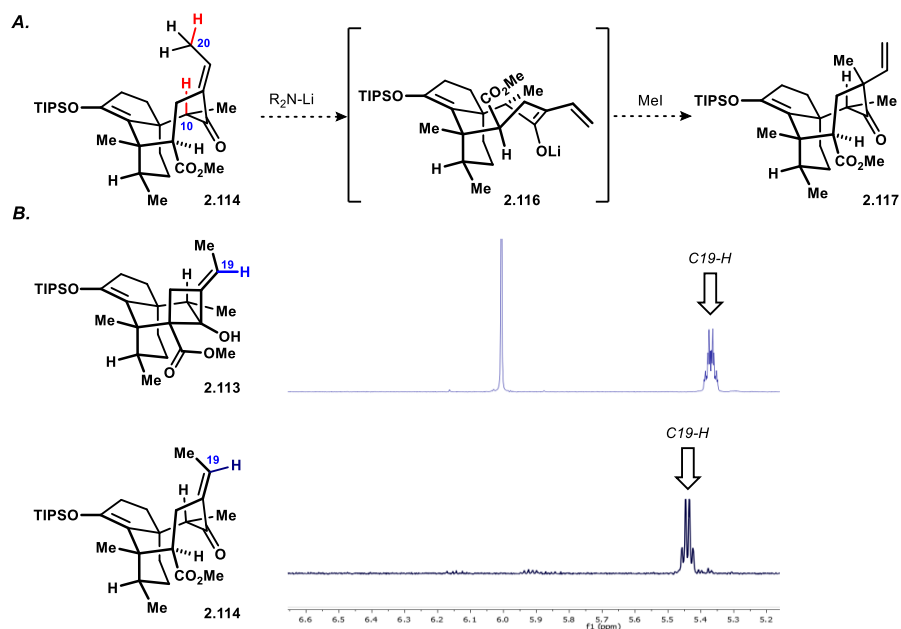 A.
H
H
H
20
H
TIPSO
Me
10
Me
H
O
H
CO2Me
Me
2.114
R2N-Li
CO2Me
Me
TIPSO
Me
H
OLi
H
Me
2.116
MeI
Me
H
TIPSO
Me
Me
H
O
H
CO2Me
Me
2.117
B.
Me
19
H
H
TIPSO
Me
Me
OH
H
OMe
O
Me
2.113
C19-H
Me
19
H
H
TIPSO
Me
Me
H
O
H
CO2Me
Me
2.114
C19-H
6.6 6.5 6.4 6.3 6.2 6.1 6.0 5.9 5.8 5.7 5.6 5.5 5.4 5.3 5.2
f1 (ppm)